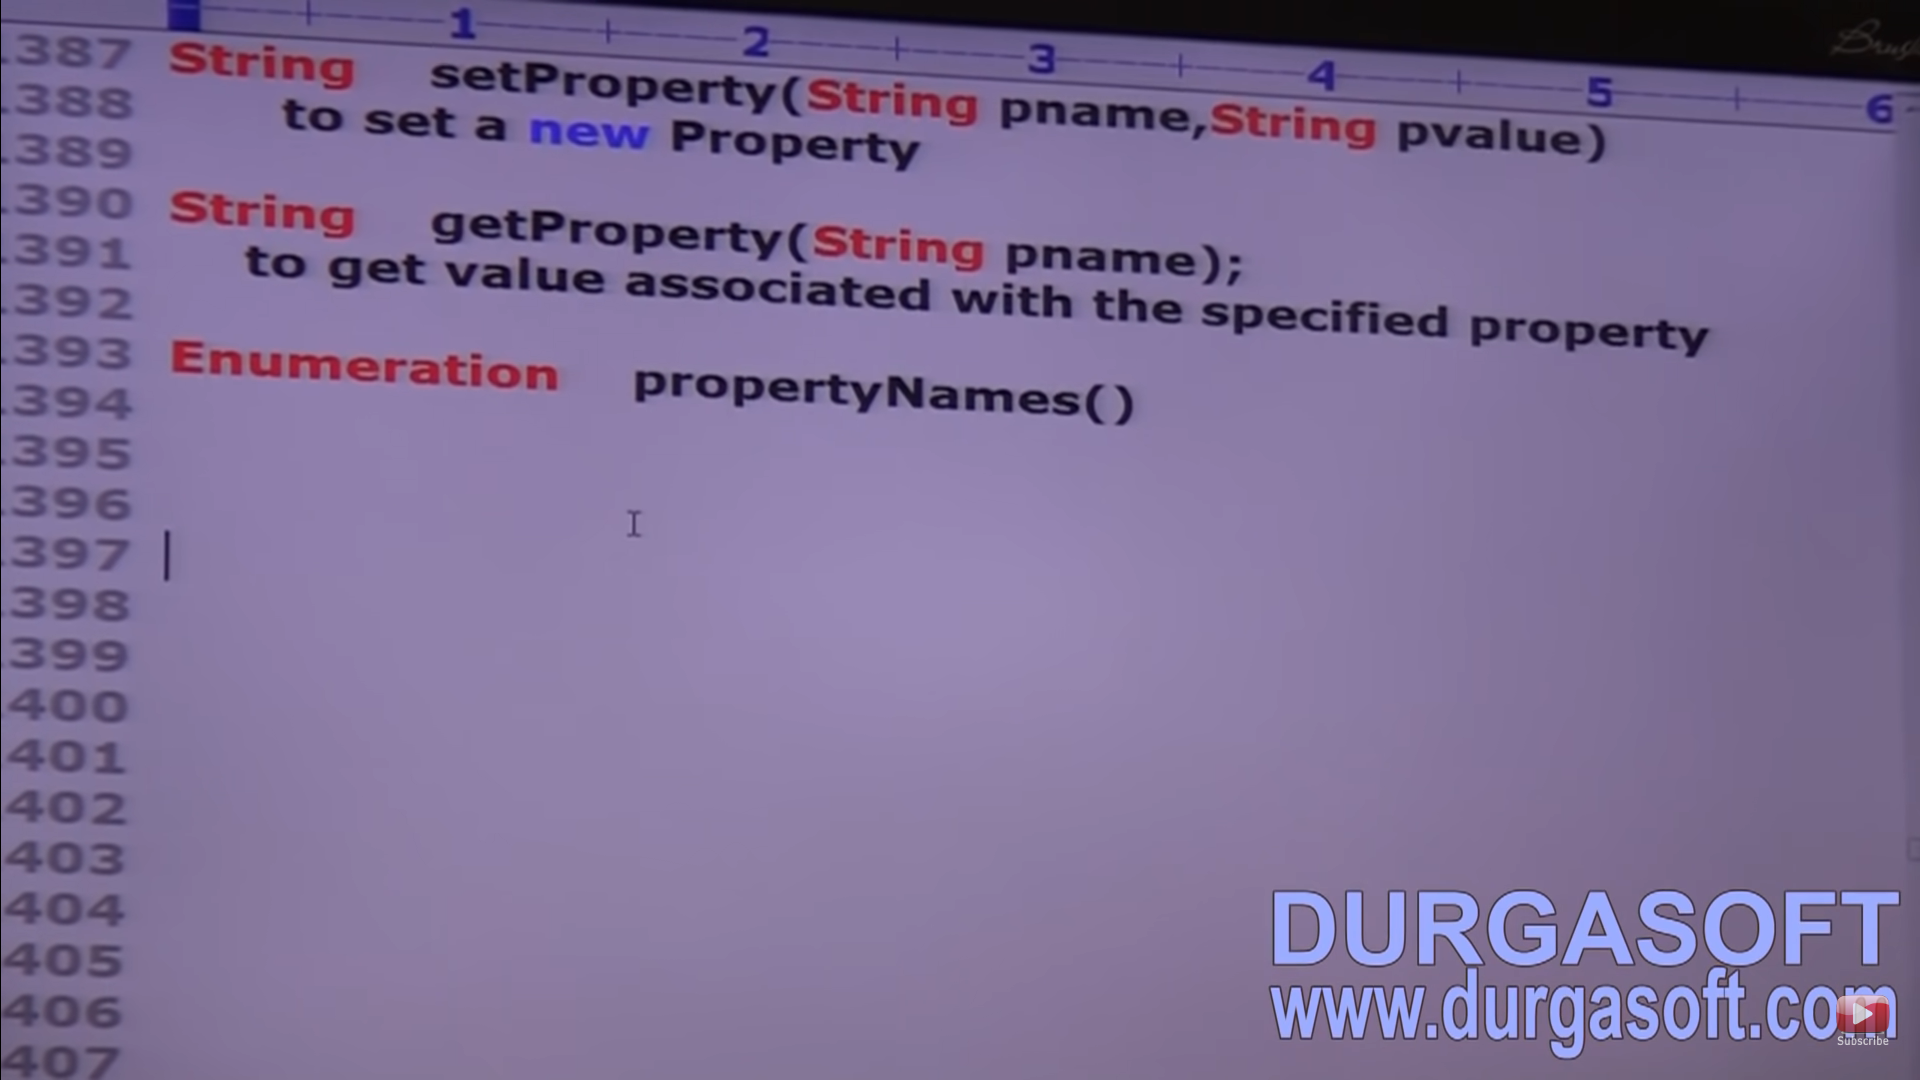 1 2 3 4 5 6
387 String setProperty(String pname,String pvalue)
388 to set a new Property
389
390 String getProperty(String pname);
391 to get value associated with the specified property
392
393 Enumeration propertyNames()
394
395
396
397
398
399
400
401
402
403
404
405
406
407
DURGASOFT
www.durgasoft.com
Subscribe